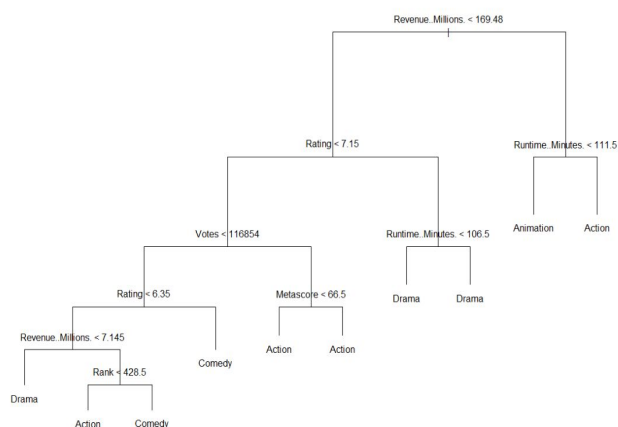 Revenue..Millions. < 169.48
Rating < 7.15
Runtime..Minutes. < 111.5
Animation
Action
Votes < 116854
Runtime..Minutes. < 106.5
Drama
Drama
Rating < 6.35
Metascore < 66.5
Action
Action
Revenue..Millions. < 7.145
Comedy
Rank < 428.5
Drama
Action
Comedy